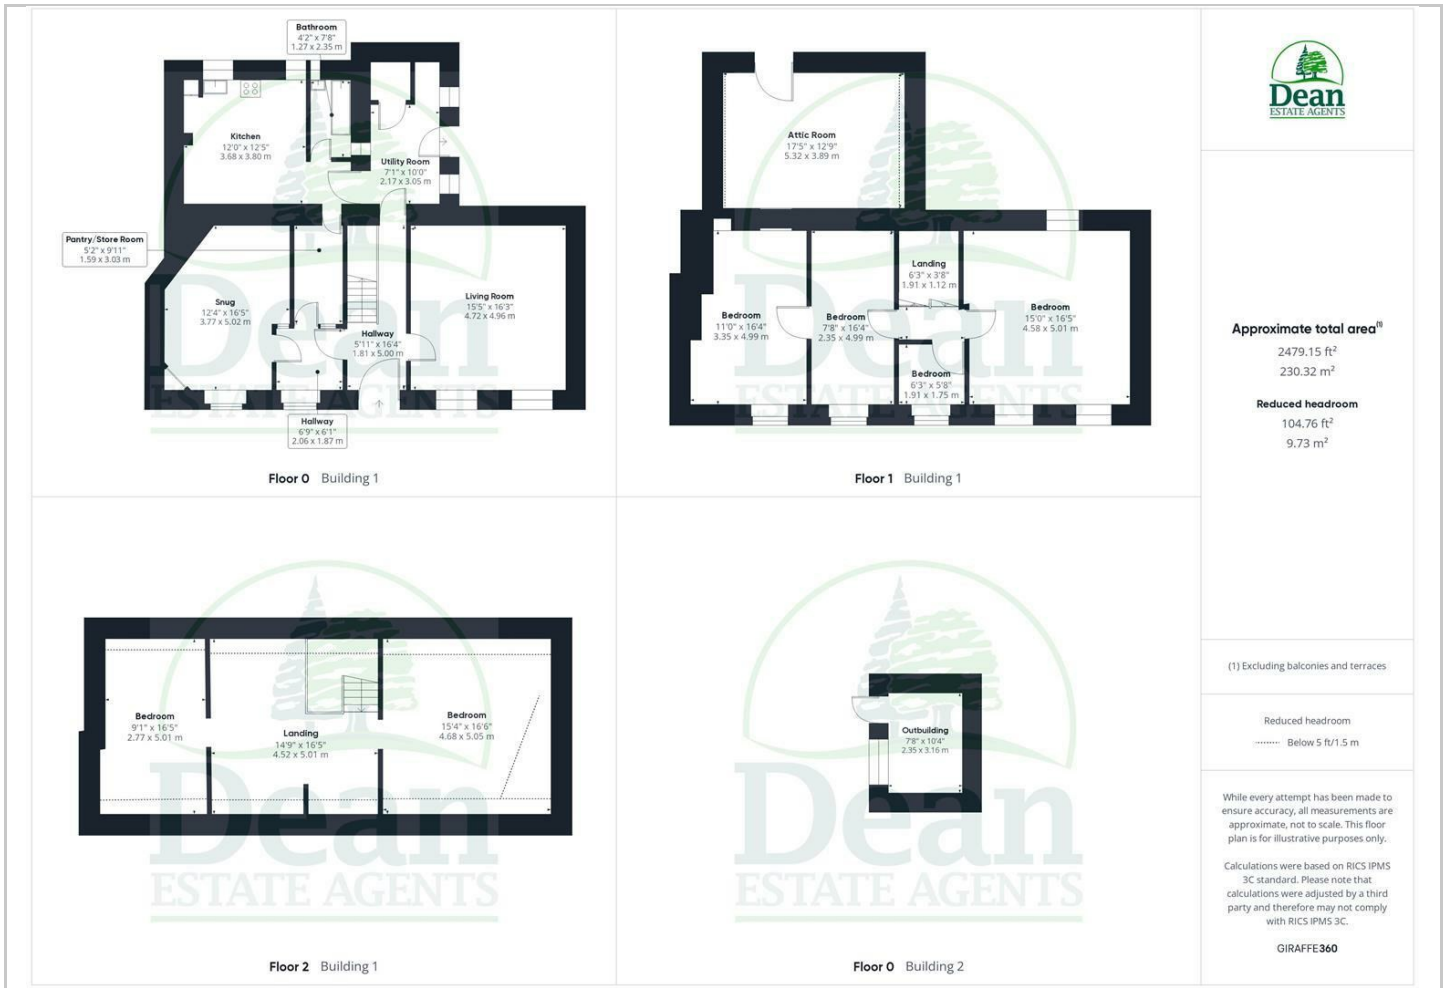 Bathroom
4'2" x 7'8"
1.27 x 2.35 m
Kitchen
12'0" x 12'5"
3.68 x 3.80 m
Utility Room
7'1" x 10'0"
2.17 x 3.05 m
Pantry/Store Room
5'2" x 9'11"
1.59 x 3.03 m
Snug
12'4" x 16'5"
3.77 x 5.02 m
Hallway
5'11" x 16'4"
1.81 x 5.00 m
Living Room
15'5" x 16'3"
4.72 x 4.96 m
Hallway
6'9" x 6'1"
2.06 x 1.87 m
Dean
ESTATE AGENTS
Floor 0 Building 1
Attic Room
17'5" x 12'9"
5.32 x 3.89 m
Landing
6'3" x 3'8"
1.91 x 1.12 m
Bedroom
11'0" x 16'4"
3.35 x 4.99 m
Bedroom
7'8" x 16'4"
2.35 x 4.99 m
Bedroom
15'0" x 16'5"
4.58 x 5.01 m
Bedroom
6'3" x 5'8"
1.91 x 1.75 m
Dean
ESTATE AGENTS
Floor 1 Building 1
Bedroom
9'1" x 16'5"
2.77 x 5.01 m
Landing
14'9" x 16'5"
4.52 x 5.01 m
Bedroom
15'4" x 16'6"
4.68 x 5.05 m
Dean
ESTATE AGENTS
Floor 2 Building 1
Outbuilding
7'8" x 10'4"
2.35 x 3.16 m
Dean
ESTATE AGENTS
Floor 0 Building 2
Dean
ESTATE AGENTS
Approximate total area(1)
2479.15 ft²
230.32 m²
Reduced headroom
104.76 ft²
9.73 m²
(1) Excluding balconies and terraces
Reduced headroom
Below 5 ft/1.5 m
While every attempt has been made to
ensure accuracy, all measurements are
approximate, not to scale. This floor
plan is for illustrative purposes only.
Calculations were based on RICS IPMS
3C standard. Please note that
calculations were adjusted by a third
party and therefore may not comply
with RICS IPMS 3C.
GIRAFFE360